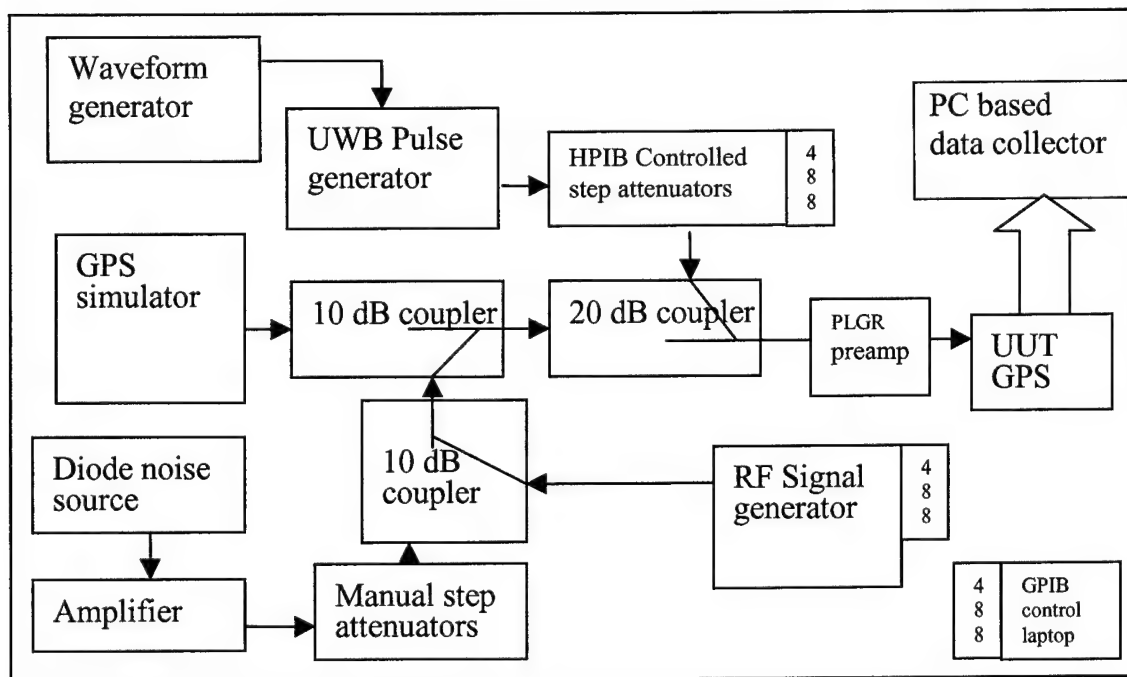 Waveform
generator
UWB Pulse
generator
HPIB Controlled
step attenuators
4
8
8
PC based
data collector
GPS
simulator
10 dB coupler
20 dB coupler
PLGR
preamp
UUT
GPS
Diode noise
source
10 dB
coupler
RF Signal
generator
4
8
8
Amplifier
Manual step
attenuators
4
8
8
GPIB
control
laptop